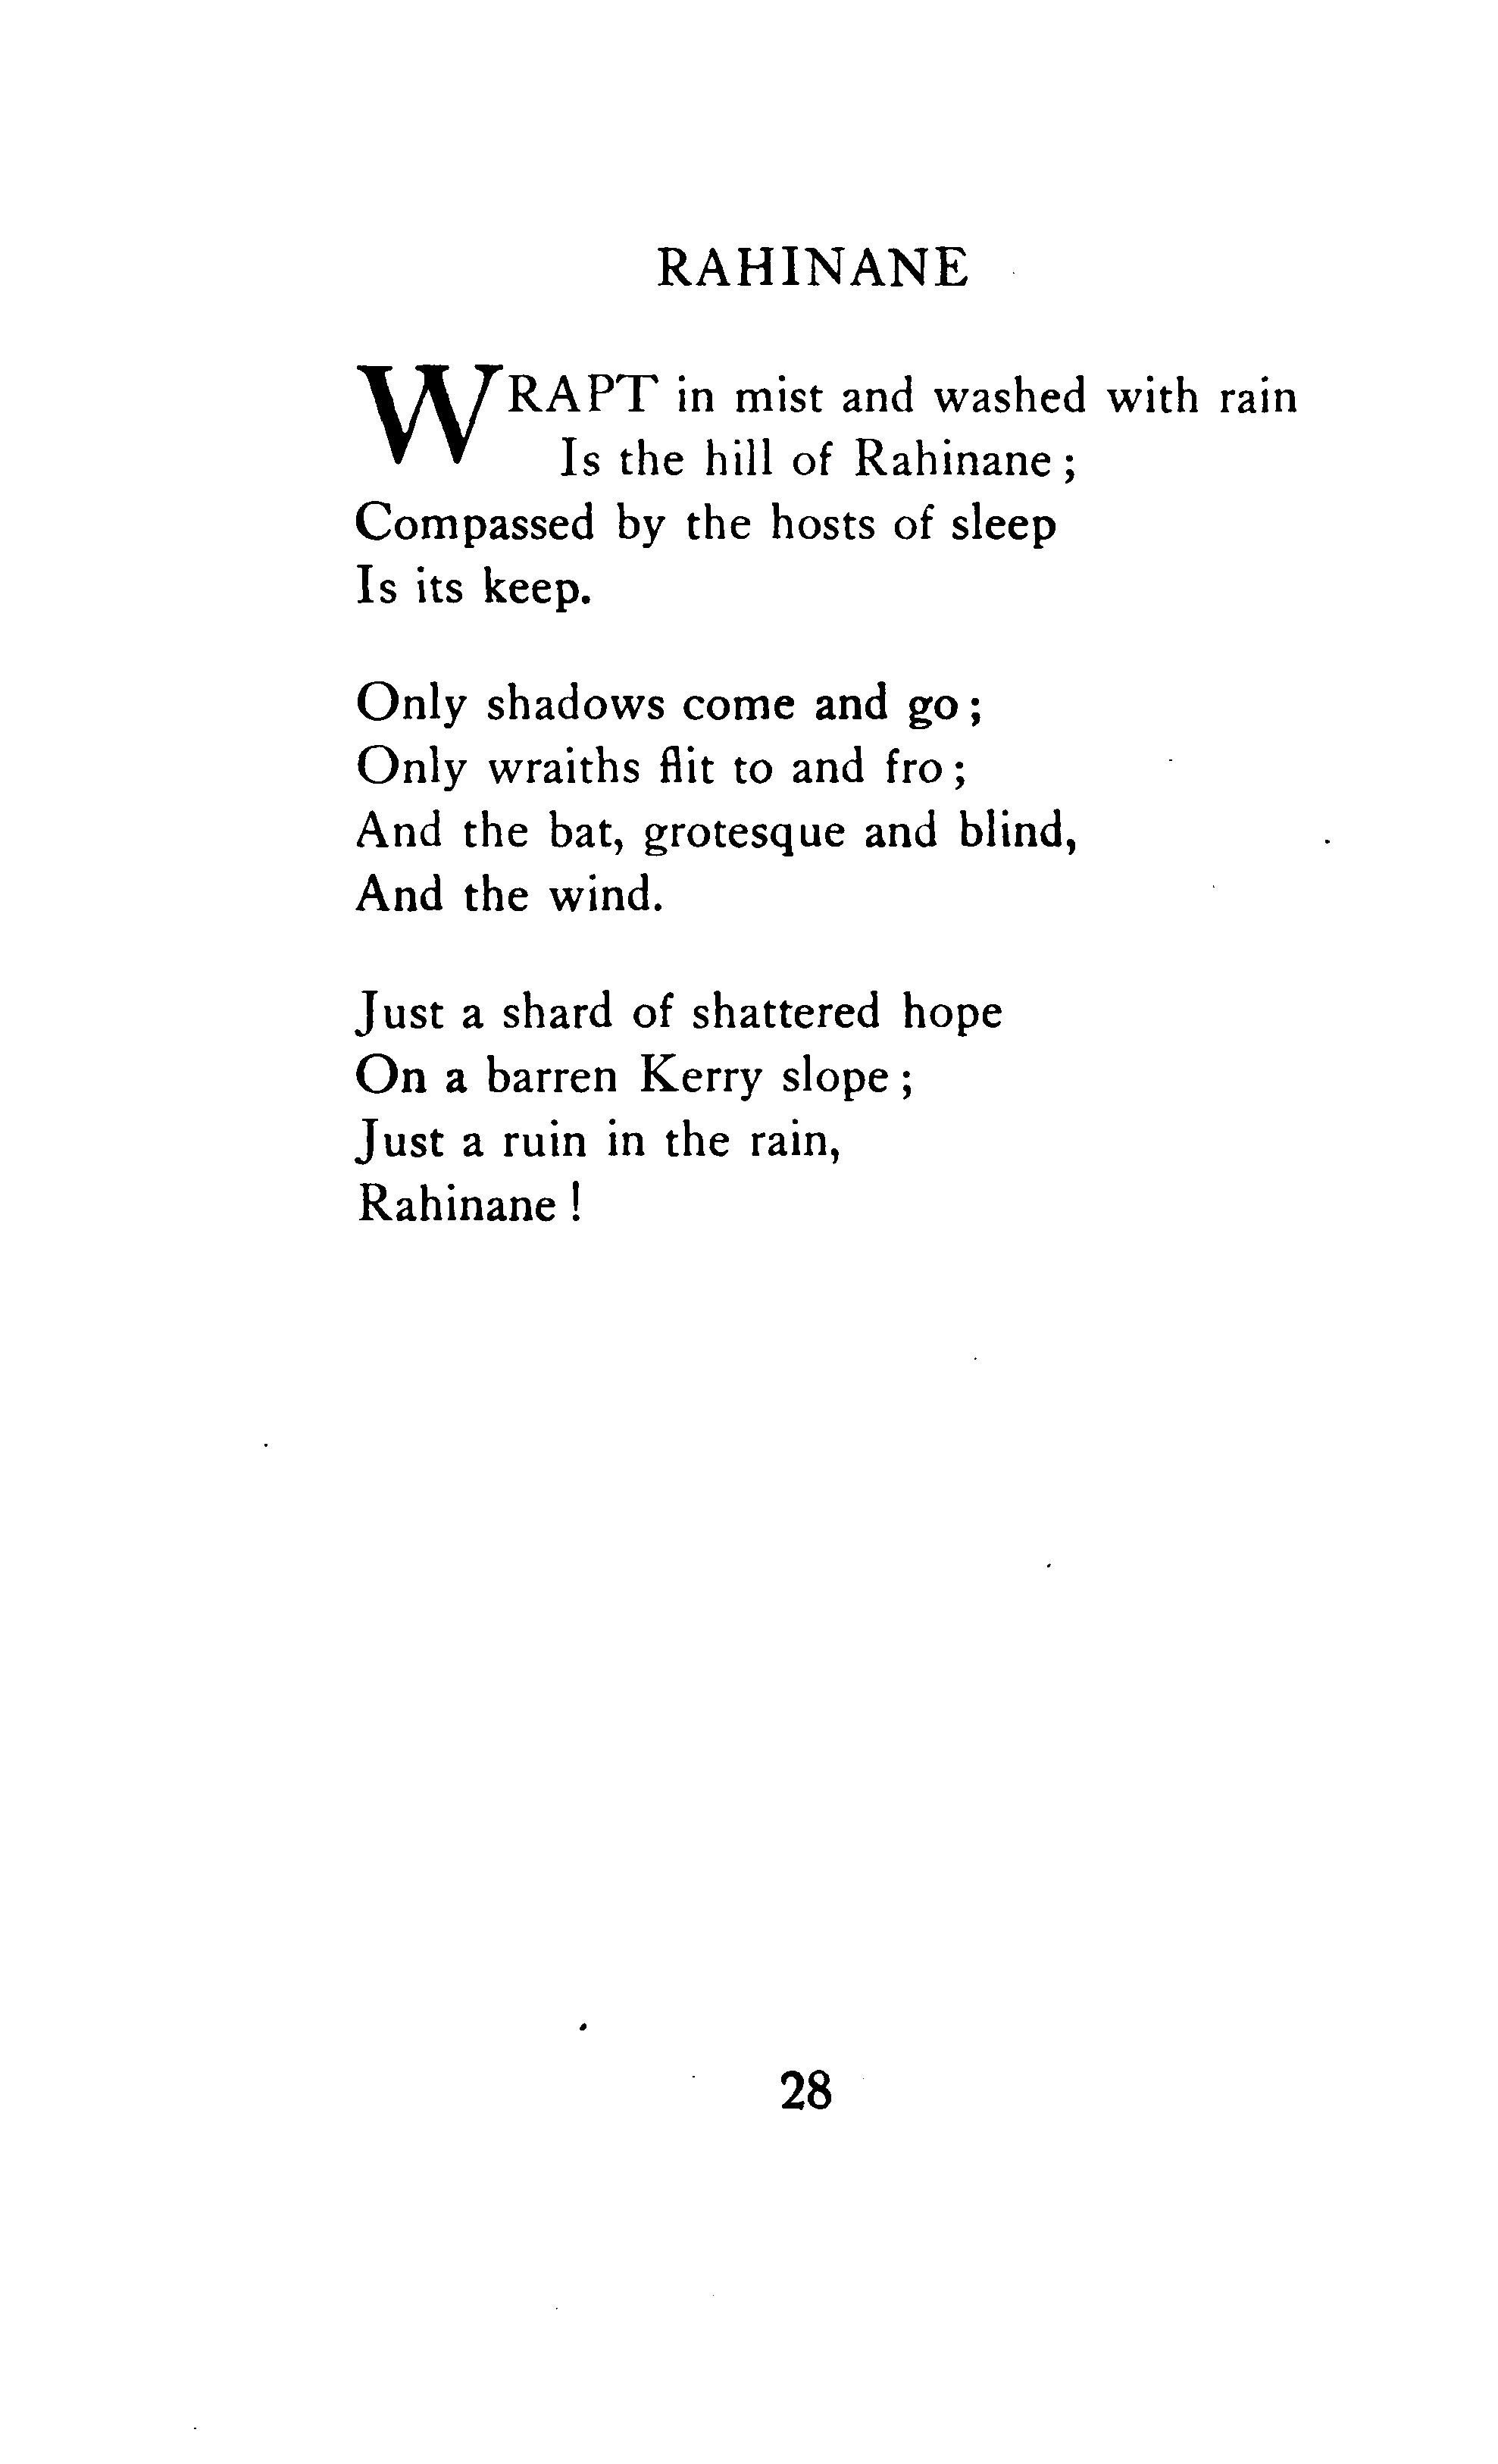 RAHINANE
WRAPT in mist and washed with rain
Is the hill of Rahinane ;
Compassed by the hosts of sleep
Is its keep.
Only shadows come and go ;
Only wraiths flit to and fro ;
And the bat, grotesque and blind,
And the wind.
Just a shard of shattered hope
On a barren Kerry slope ;
Just a ruin in the rain,
Rahinane !
28